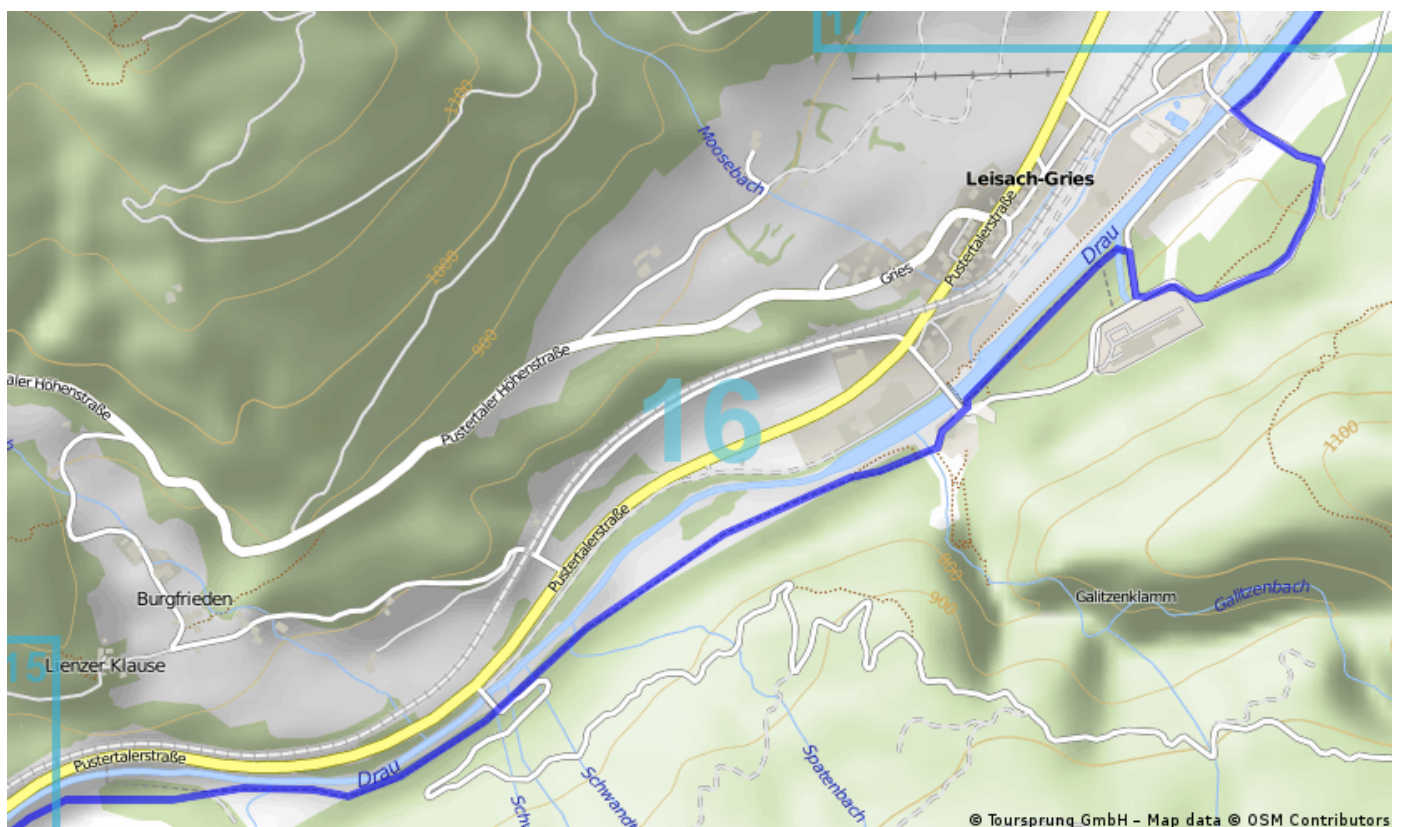 17
1100
Moosebach
Leisach-Gries
Pustertalerstraße
Drau
1000
Gries
900
Pustertaler Höhenstraße
aler Höhenstraße
16
1100
Pustertalerstraße
Burgfrieden
900
Galitzenklamm
Galitzenbach
15
Lienzer Klause
Pustertalerstraße
Drau
Schwandt
Spatenbach
© Toursprung GmbH – Map data © OSM Contributors